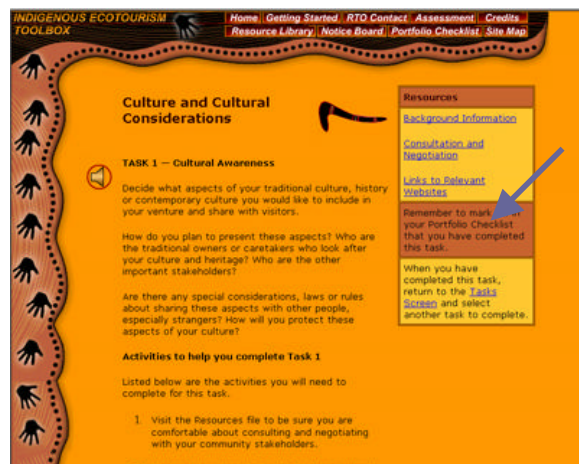 INDIGENOUS ECOTOURISM
TOOLBOX
Home Getting Started RTO Contact Assessment Credits
Resource Library Notice Board Portfolio Checklist Site Map
Culture and Cultural
Considerations
TASK 1 — Cultural Awareness
Decide what aspects of your traditional culture, history
or contemporary culture you would like to include in
your venture and share with visitors.
How do you plan to present these aspects? Who are
the traditional owners or caretakers who look after
your culture and heritage? Who are the other
important stakeholders?
Are there any special considerations, laws or rules
about sharing these aspects with other people,
especially strangers? How will you protect these
aspects of your culture?
Activities to help you complete Task 1
Listed below are the activities you will need to
complete for this task.
1. Visit the Resources file to be sure you are
comfortable about consulting and negotiating
with your community stakeholders.
Resources
Background Information
Consultation and
Negotiation
Links to Relevant
Websites
Remember to mark
your Portfolio Checklist
that you have completed
this task.
When you have
completed this task,
return to the Tasks
Screen and select
another task to complete.